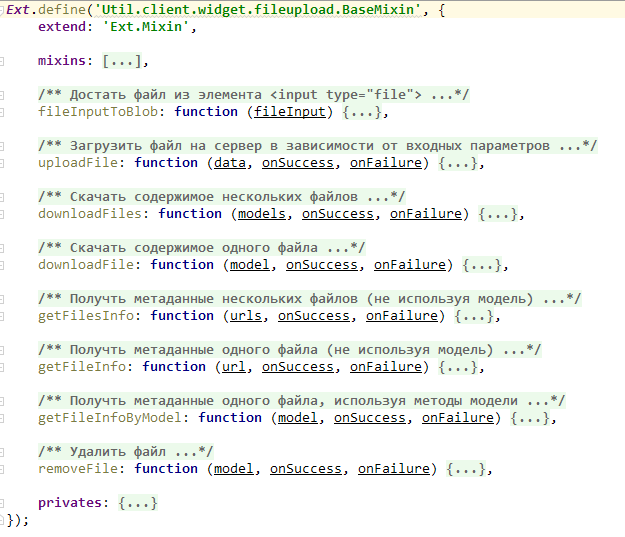 Ext.define('Util.client.widget.fileupload.BaseMixin', {
extend: 'Ext.Mixin',
mixins: [...],
/** Достать файл из элемента <input type="file"> ...*/
fileInputToBlob: function (fileInput) {...},
/** Загрузить файл на сервер в зависимости от входных параметров ...*/
uploadFile: function (data, onSuccess, onFailure) {...},
/** Скачать содержимое нескольких файлов ...*/
downloadFiles: function (models, onSuccess, onFailure) {...},
/** Скачать содержимое одного файла ...*/
downloadFile: function (model, onSuccess, onFailure) {...},
/** Получть метаданные нескольких файлов (не используя модель) ...*/
getFilesInfo: function (urls, onSuccess, onFailure) {...},
/** Получть метаданные одного файла (не используя модель) ...*/
getFileInfo: function (url, onSuccess, onFailure) {...},
/** Получть метаданные одного файла, используя методы модели ...*/
getFileInfoByModel: function (model, onSuccess, onFailure) {...},
/** Удалить файл ...*/
removeFile: function (model, onSuccess, onFailure) {...},
privates: {...}
});